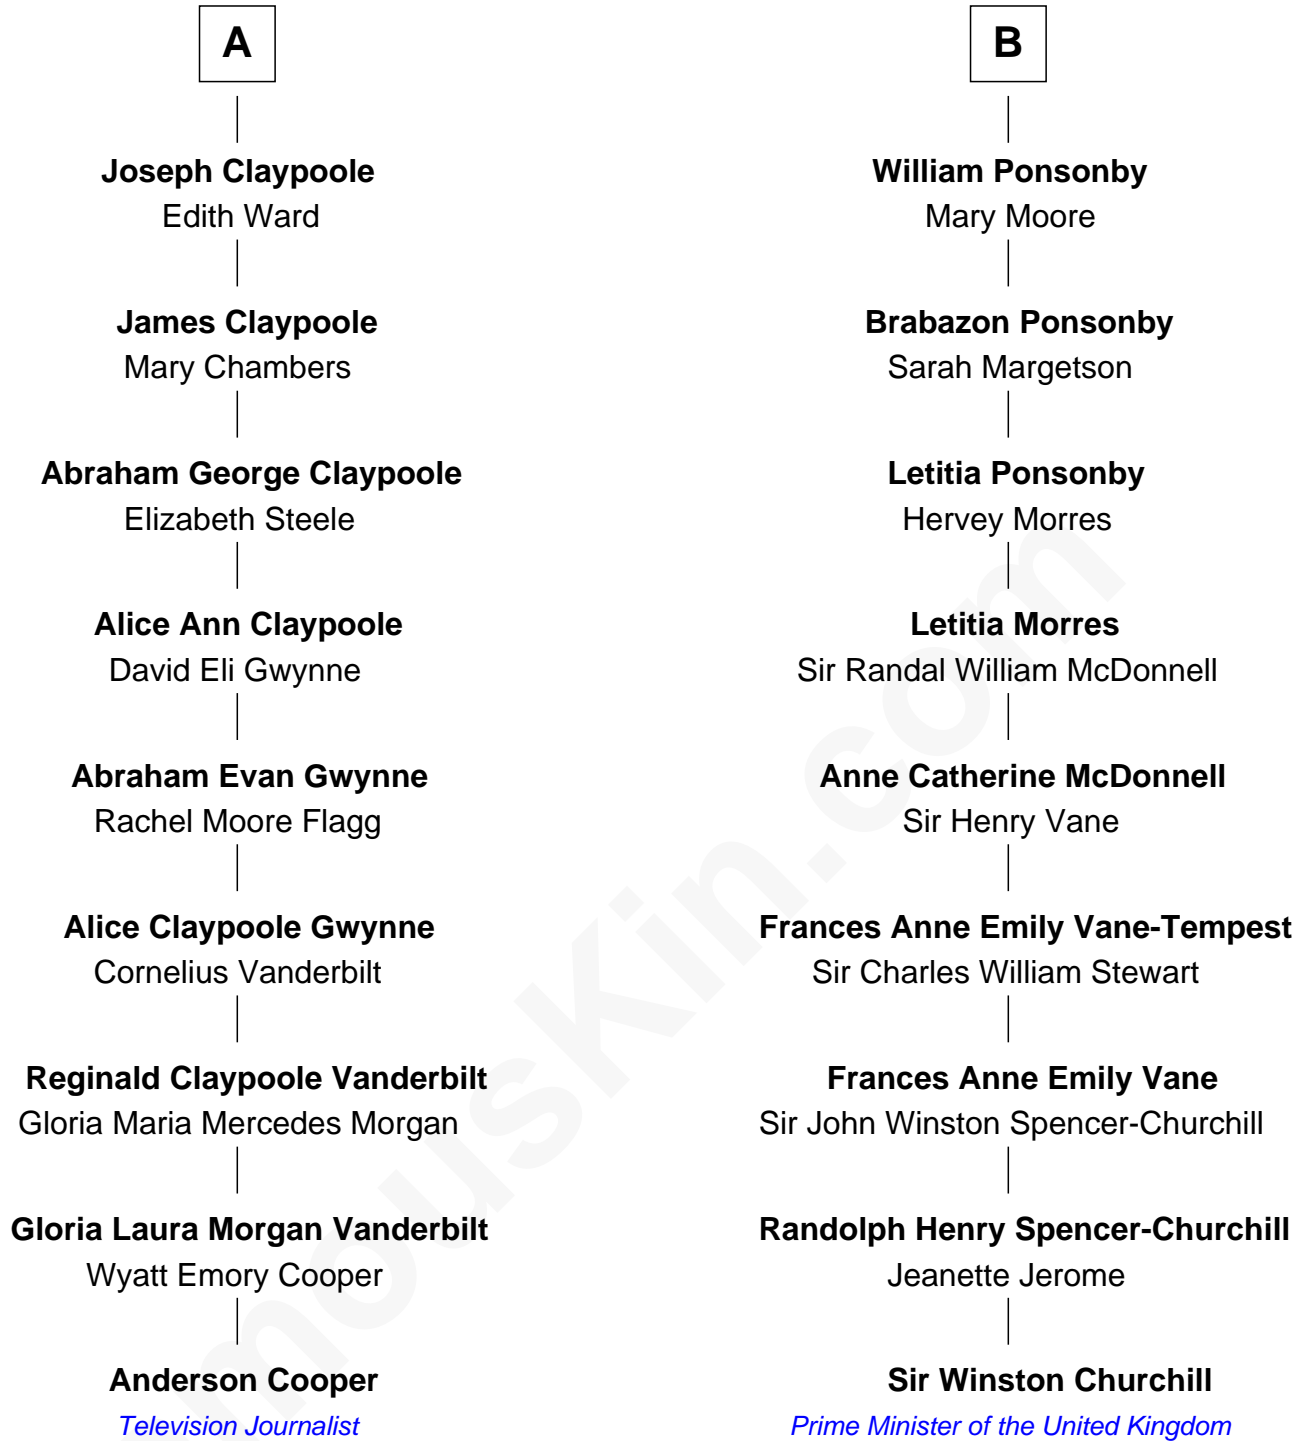 A
Joseph Claypoole
Edith Ward
James Claypoole
Mary Chambers
Abraham George Claypoole
Elizabeth Steele
Alice Ann Claypoole
David Eli Gwynne
Abraham Evan Gwynne
Rachel Moore Flagg
Alice Claypoole Gwynne
Cornelius Vanderbilt
Reginald Claypoole Vanderbilt
Gloria Maria Mercedes Morgan
Gloria Laura Morgan Vanderbilt
Wyatt Emory Cooper
Anderson Cooper
Television Journalist
B
William Ponsonby
Mary Moore
Brabazon Ponsonby
Sarah Margetson
Letitia Ponsonby
Hervey Morres
Letitia Morres
Sir Randal William McDonnell
Anne Catherine McDonnell
Sir Henry Vane
Frances Anne Emily Vane-Tempest
Sir Charles William Stewart
Frances Anne Emily Vane
Sir John Winston Spencer-Churchill
Randolph Henry Spencer-Churchill
Jeanette Jerome
Sir Winston Churchill
Prime Minister of the United Kingdom
mousKin.com